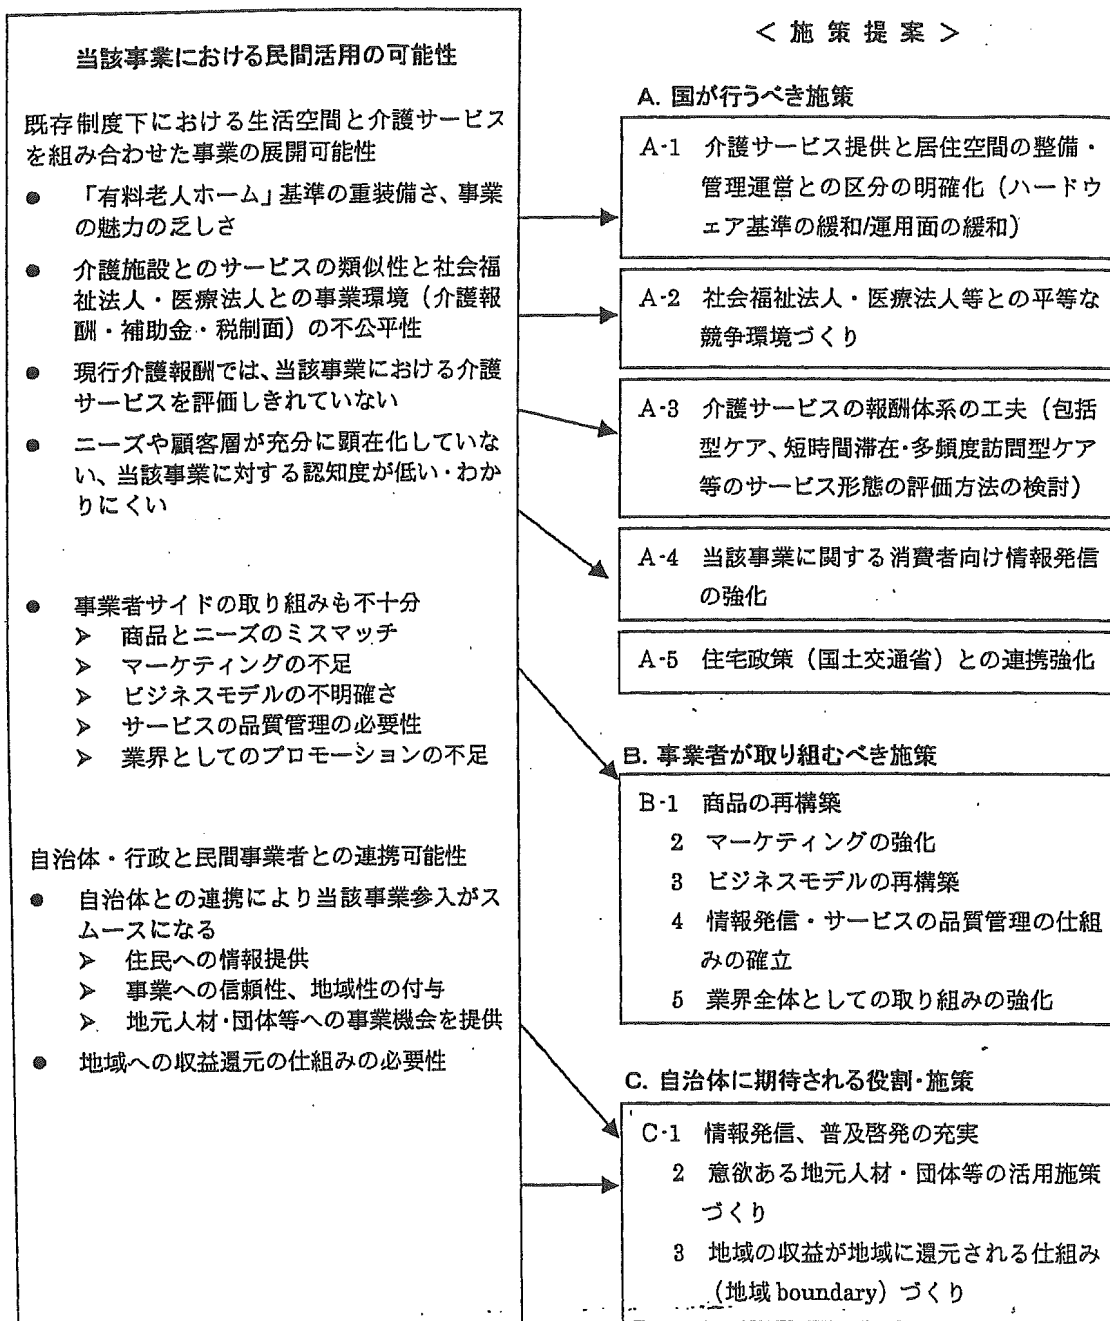 当該事業における民間活用の可能性
既存制度下における生活空間と介護サービス
を組み合わせた事業の展開可能性
● 「有料老人ホーム」基準の重装備さ、事業
の魅力の乏しさ
● 介護施設とのサービスの類似性と社会福
祉法人・医療法人との事業環境（介護報
酬・補助金・税制面）の不公平性
● 現行介護報酬では、当該事業における介護
サービスを評価しきれていない
● ニーズや顧客層が充分に顕在化していな
い、当該事業に対する認知度が低い・わか
りにくい
● 事業者サイドの取り組みも不十分
➢ 商品とニーズのミスマッチ
➢ マーケティングの不足
➢ ビジネスモデルの不明確さ
➢ サービスの品質管理の必要性
➢ 業界としてのプロモーションの不足
自治体・行政と民間事業者との連携可能性
● 自治体との連携により当該事業参入がス
ムースになる
➢ 住民への情報提供
➢ 事業への信頼性、地域性の付与
➢ 地元人材・団体等への事業機会を提供
● 地域への収益還元の仕組みの必要性
＜ 施 策 提 案 ＞
A. 国が行うべき施策
A-1 介護サービス提供と居住空間の整備・
管理運営との区分の明確化（ハードウ
ェア基準の緩和/運用面の緩和）
A-2 社会福祉法人・医療法人等との平等な
競争環境づくり
A-3 介護サービスの報酬体系の工夫（包括
型ケア、短時間滞在・多頻度訪問型ケア
等のサービス形態の評価方法の検討）
A-4 当該事業に関する消費者向け情報発信
の強化
A-5 住宅政策（国土交通省）との連携強化
B. 事業者が取り組むべき施策
B-1 商品の再構築
2 マーケティングの強化
3 ビジネスモデルの再構築
4 情報発信・サービスの品質管理の仕組
みの確立
5 業界全体としての取り組みの強化
C. 自治体に期待される役割・施策
C-1 情報発信、普及啓発の充実
2 意欲ある地元人材・団体等の活用施策
づくり
3 地域の収益が地域に還元される仕組み
（地域 boundary）づくり